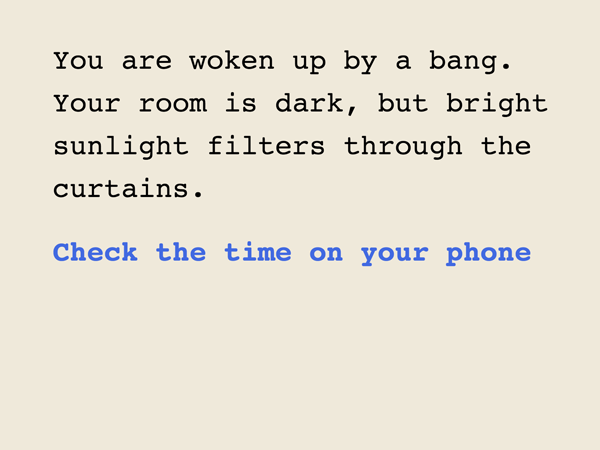 You are woken up by a bang.
Your room is dark, but bright
sunlight filters through the
curtains.
Check the time on your phone